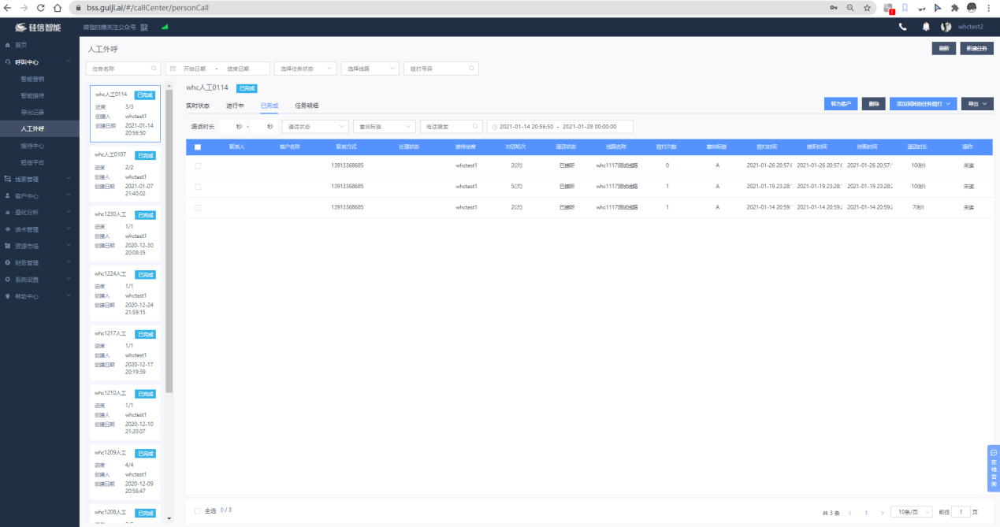 bss.guiji.ai/#/callCenter/personCall
硅信智能
微信扫描关注公众号
whctest2
首页
呼叫中心
智能营销
智能接待
导出记录
人工外呼
接待中心
短信平台
线索管理
客户中心
量化分析
话术管理
资源市场
财务管理
系统设置
帮助中心
人工外呼
刷新
新建任务
任务名称
开始日期 - 结束日期
选择任务状态
选择线路
拨打号码
whc人工0114 已完成
进度 3/3
创建人 whctest1
创建日期 2021-01-14
20:56:50
whc人工0107 已完成
进度 2/2
创建人 whctest1
创建日期 2021-01-07
21:40:02
whc1230人工 已完成
进度 1/1
创建人 whctest1
创建日期 2020-12-30
20:08:35
whc1224人工 已完成
进度 1/1
创建人 whctest1
创建日期 2020-12-24
21:59:15
whc1217人工 已完成
进度 1/1
创建人 whctest1
创建日期 2020-12-17
20:19:39
whc1210人工 已完成
进度 1/1
创建人 whctest1
创建日期 2020-12-10
21:20:07
whc1209人工 已完成
进度 4/4
创建人 whctest1
创建日期 2020-12-09
20:56:47
whc1208人工 已完成
whc人工0114 已完成
实时状态 进行中 已完成 任务明细
转为客户 删除 添加到其他任务拨打 导出
通话时长 秒 - 秒 通话状态 意向标签 电话搜索 2021-01-14 20:56:50 - 2021-01-28 00:00:00
联系人 客户名称 联系方式 处理状态 接待坐席 对话轮次 通话状态 线路名称 拨打次数 意向标签 拨打时间 接听时间 挂断时间 通话时长 操作
13913368685 whctest1 2(次) 已接听 whc1117测试线路 0 A 2021-01-26 20:57:0 2021-01-26 20:57:0 2021-01-26 20:57: 10(秒) 未读
13913368685 whctest1 5(次) 已接听 whc1117测试线路 1 A 2021-01-19 23:28: 2021-01-19 23:28: 2021-01-19 23:28:2 10(秒) 未读
13913368685 whctest1 2(次) 已接听 whc1117测试线路 1 A 2021-01-14 20:59: 2021-01-14 20:59:2 2021-01-14 20:59:2 7(秒) 未读
全选 0 / 3
共 3 条 1 10条/页 前往 1 页
在线咨询